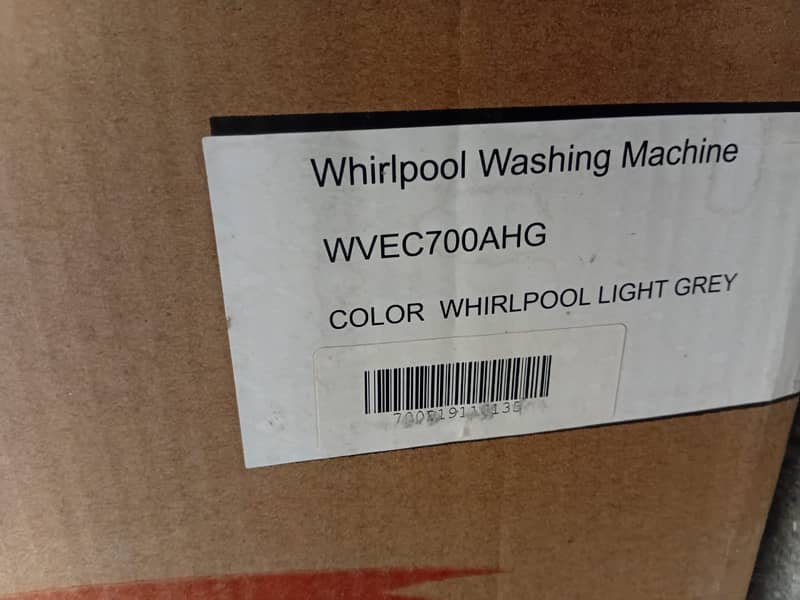 Whirlpool Washing Machine
WVEC700AHG
COLOR WHIRLPOOL LIGHT GREY